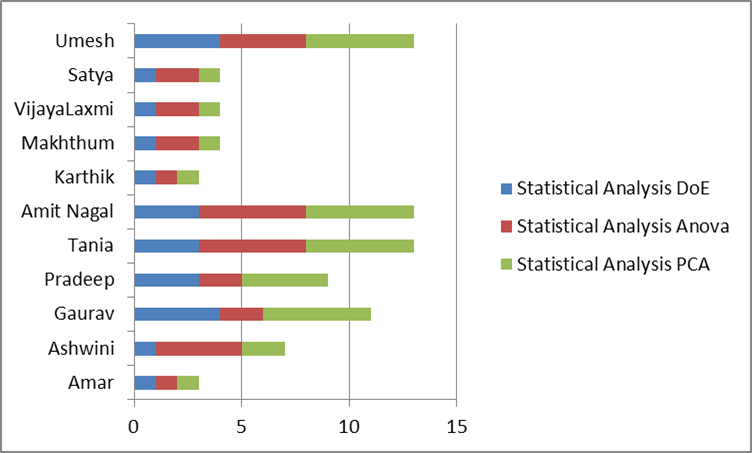 Umesh
Satya
VijayaLaxmi
Makhthum
Karthik
Amit Nagal
Tania
Pradeep
Gaurav
Ashwini
Amar
0 5 10 15
Statistical Analysis DoE
Statistical Analysis Anova
Statistical Analysis PCA